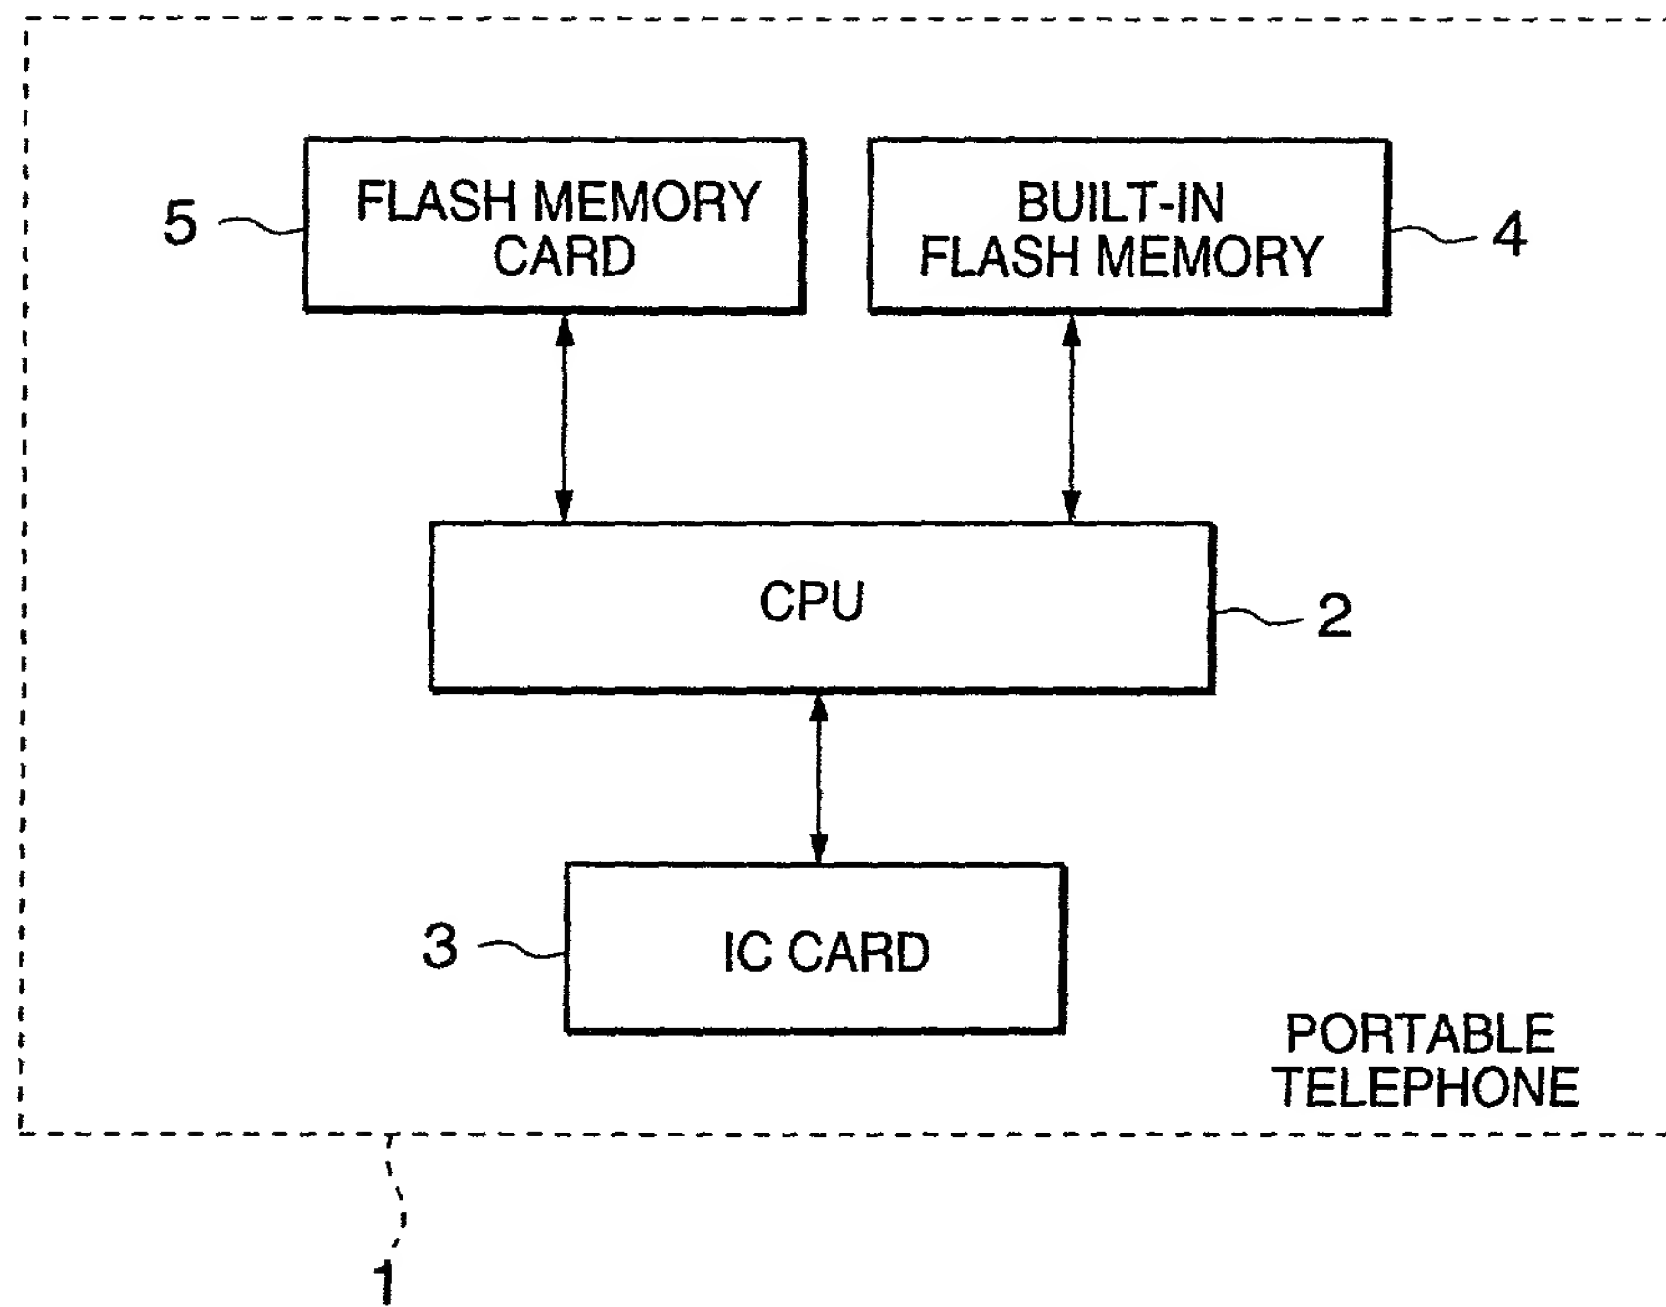 FLASH MEMORY
CARD
5
BUILT-IN
FLASH MEMORY
4
CPU
2
3
IC CARD
PORTABLE
TELEPHONE
1